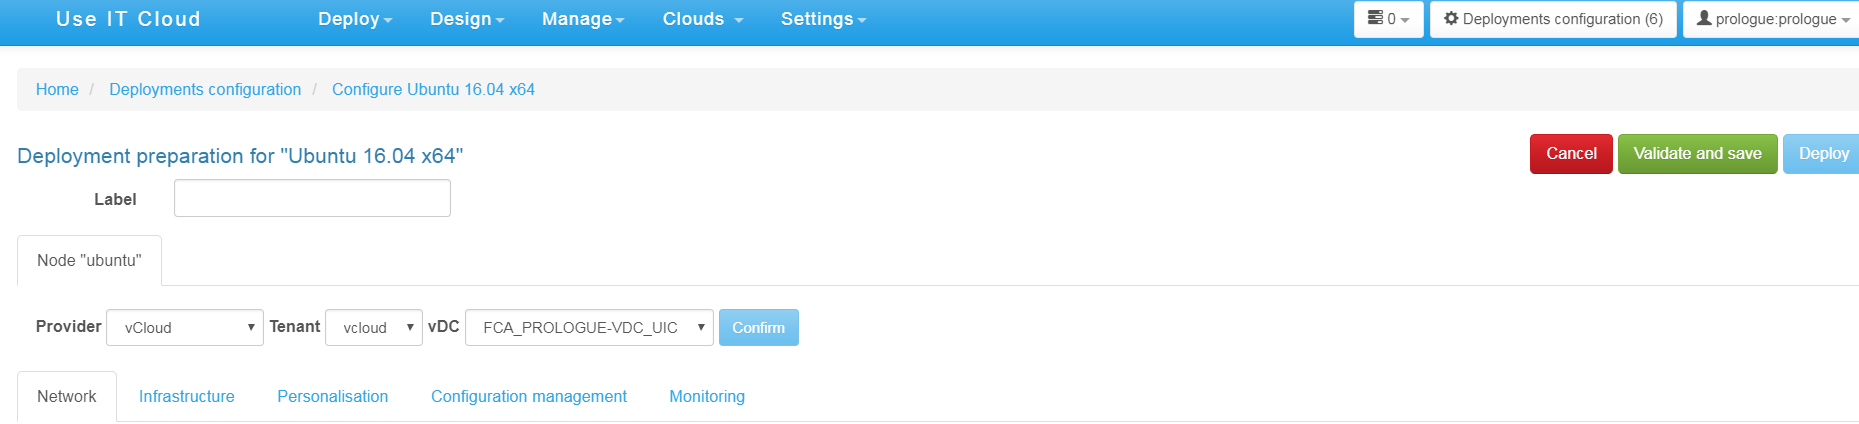 Use IT Cloud Deploy Design Manage Clouds Settings 0 Deployments configuration (6) prologue:prologue
Home / Deployments configuration / Configure Ubuntu 16.04 x64
Deployment preparation for "Ubuntu 16.04 x64" Cancel Validate and save Deploy
Label
Node "ubuntu"
Provider vCloud Tenant vcloud vDC FCA_PROLOGUE-VDC_UIC Confirm
Network Infrastructure Personalisation Configuration management Monitoring